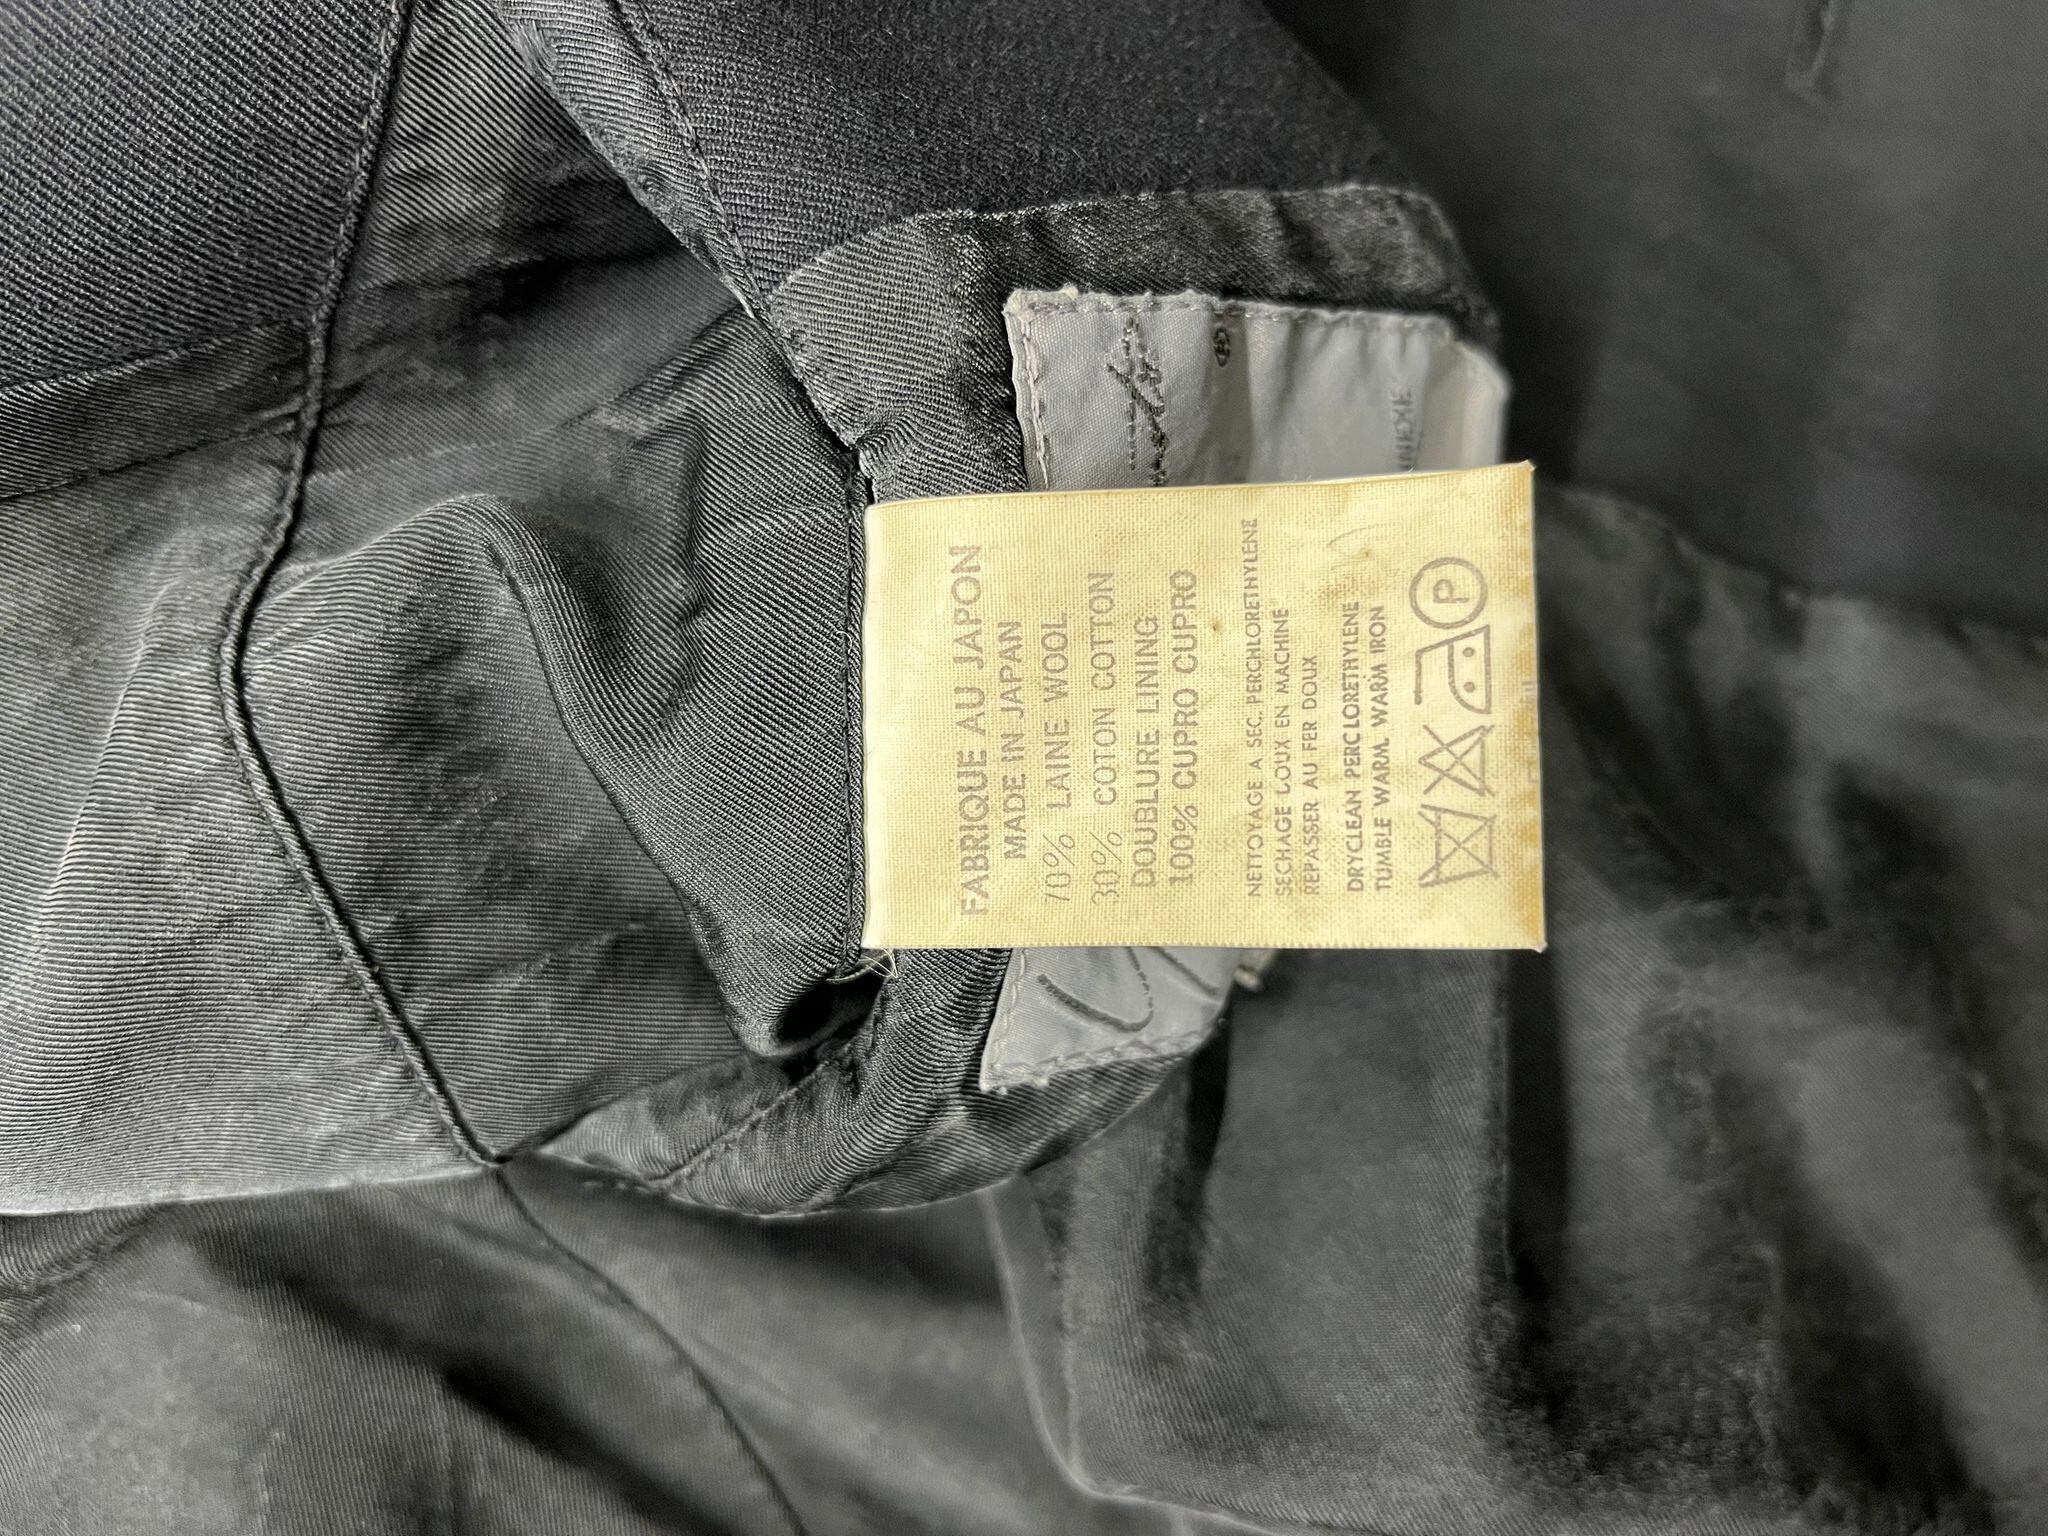 FABRIQUE AU JAPON
MADE IN JAPAN
70% LAINE WOOL
30% COTON COTTON
DOUBLURE LINING
100% CUPRO CUPRO
NETTOYAGE A SEC, PERCHLORETHYLENE
SECHAGE LOUX EN MACHINE
REPASSER AU FER DOUX
DRYCLEAN PERCLORETHYLENE
TUMBLE WARM. WARM IRON
P